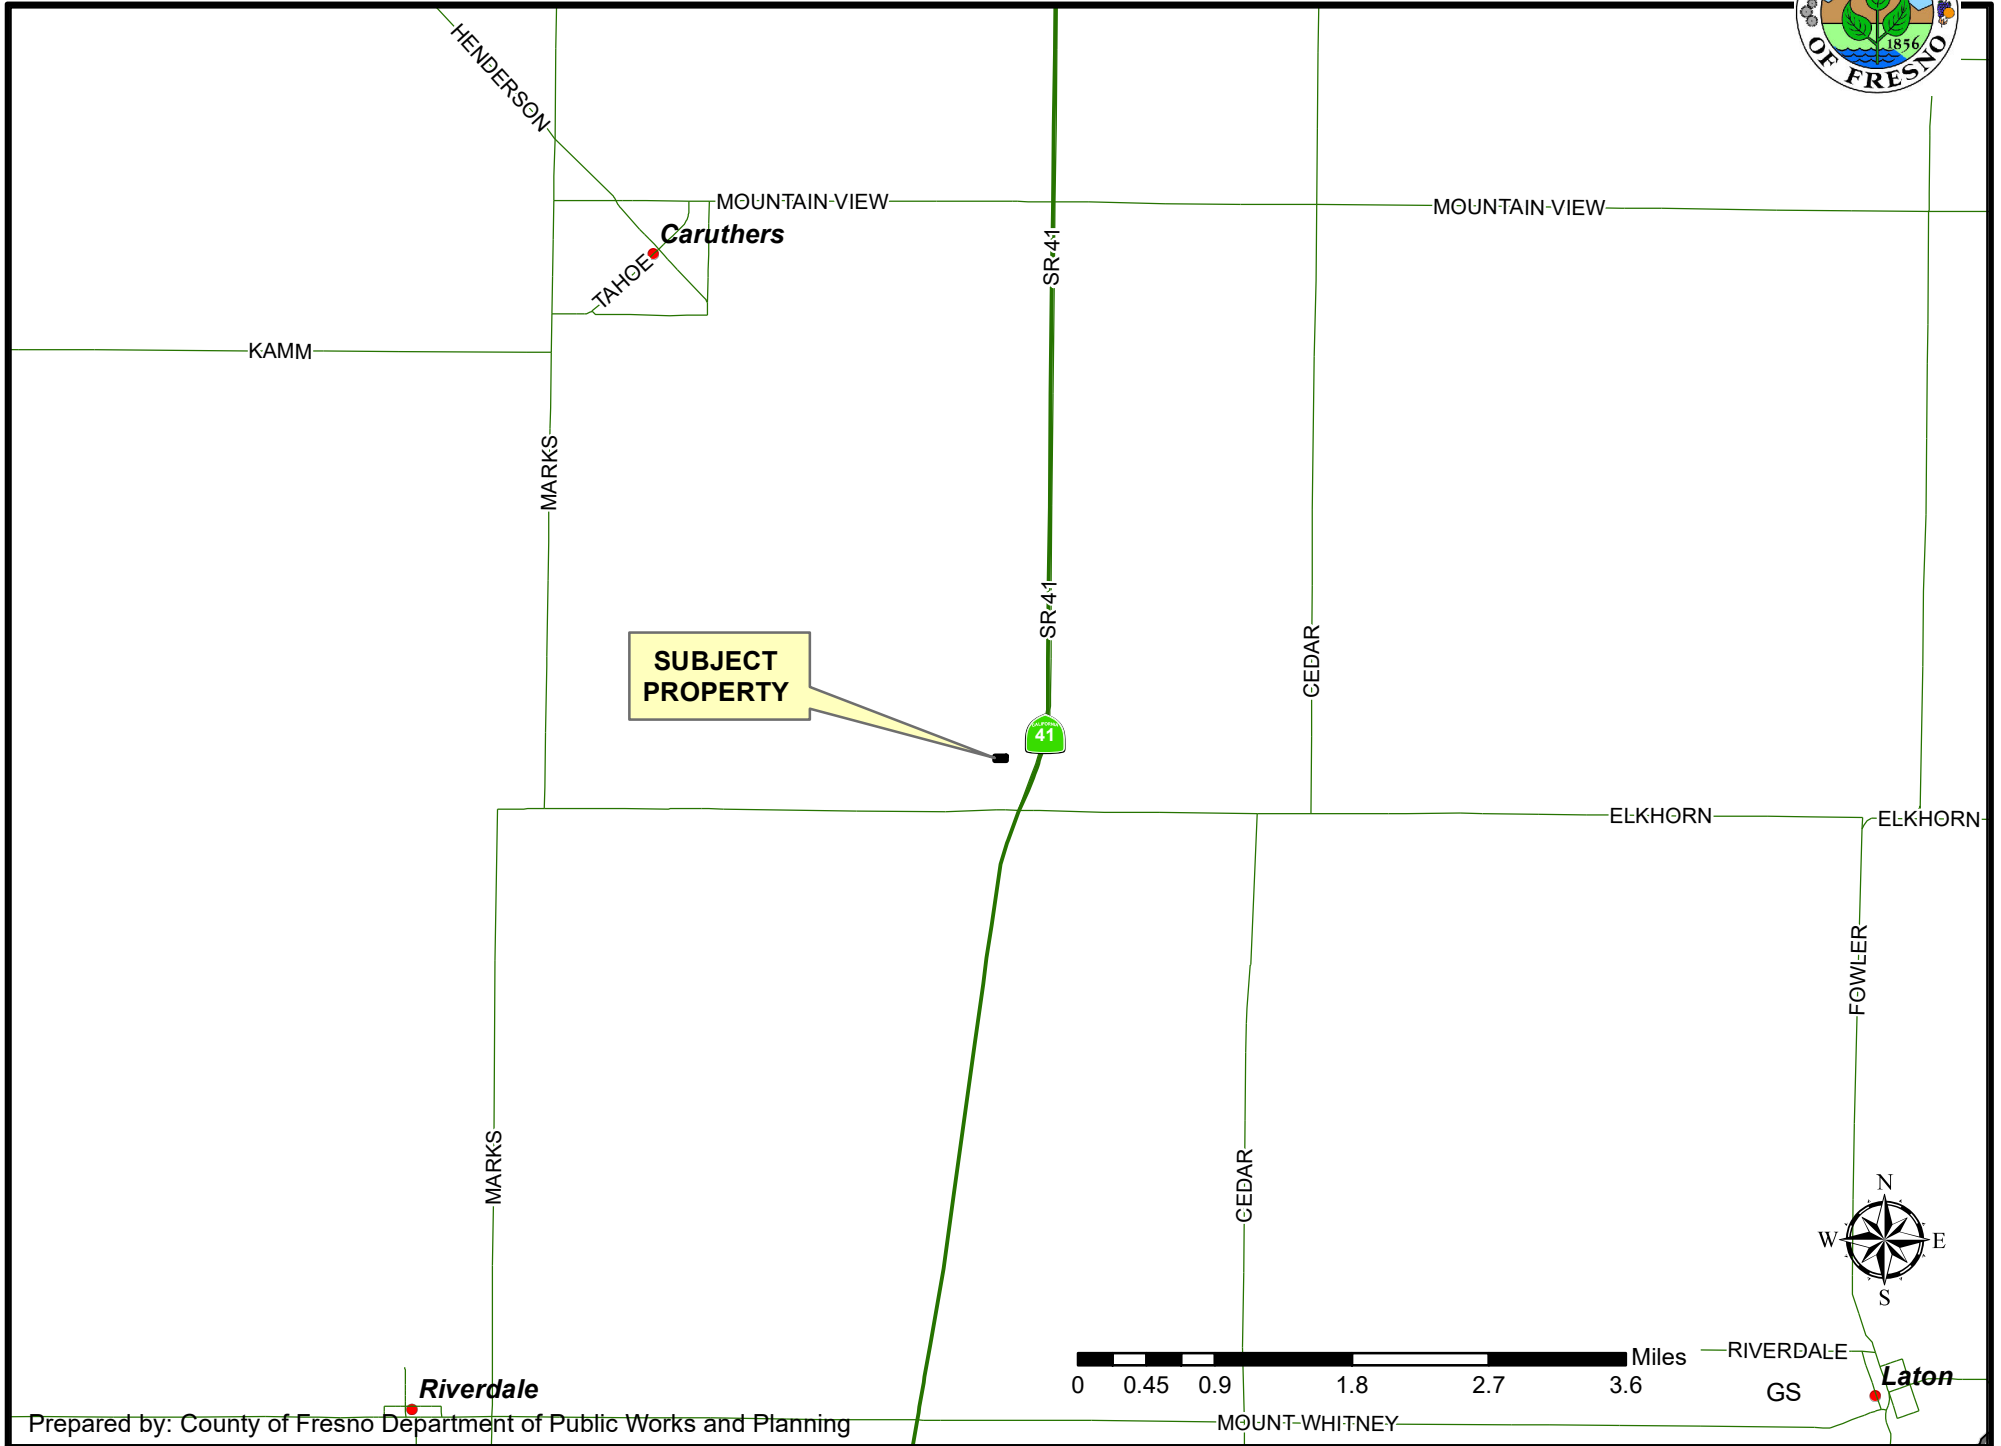 1856
OF FRESNO
HENDERSON
MOUNTAIN VIEW
MOUNTAIN VIEW
Caruthers
SR 41
TAHOE
KAMM
MARKS
SR 41
CEDAR
SUBJECT
PROPERTY
CALIFORNIA
41
ELKHORN
ELKHORN
FOWLER
MARKS
CEDAR
N
W
E
S
RIVERDALE
Miles
0 0.45 0.9 1.8 2.7 3.6
Riverdale
GS
Laton
Prepared by: County of Fresno Department of Public Works and Planning
MOUNT WHITNEY